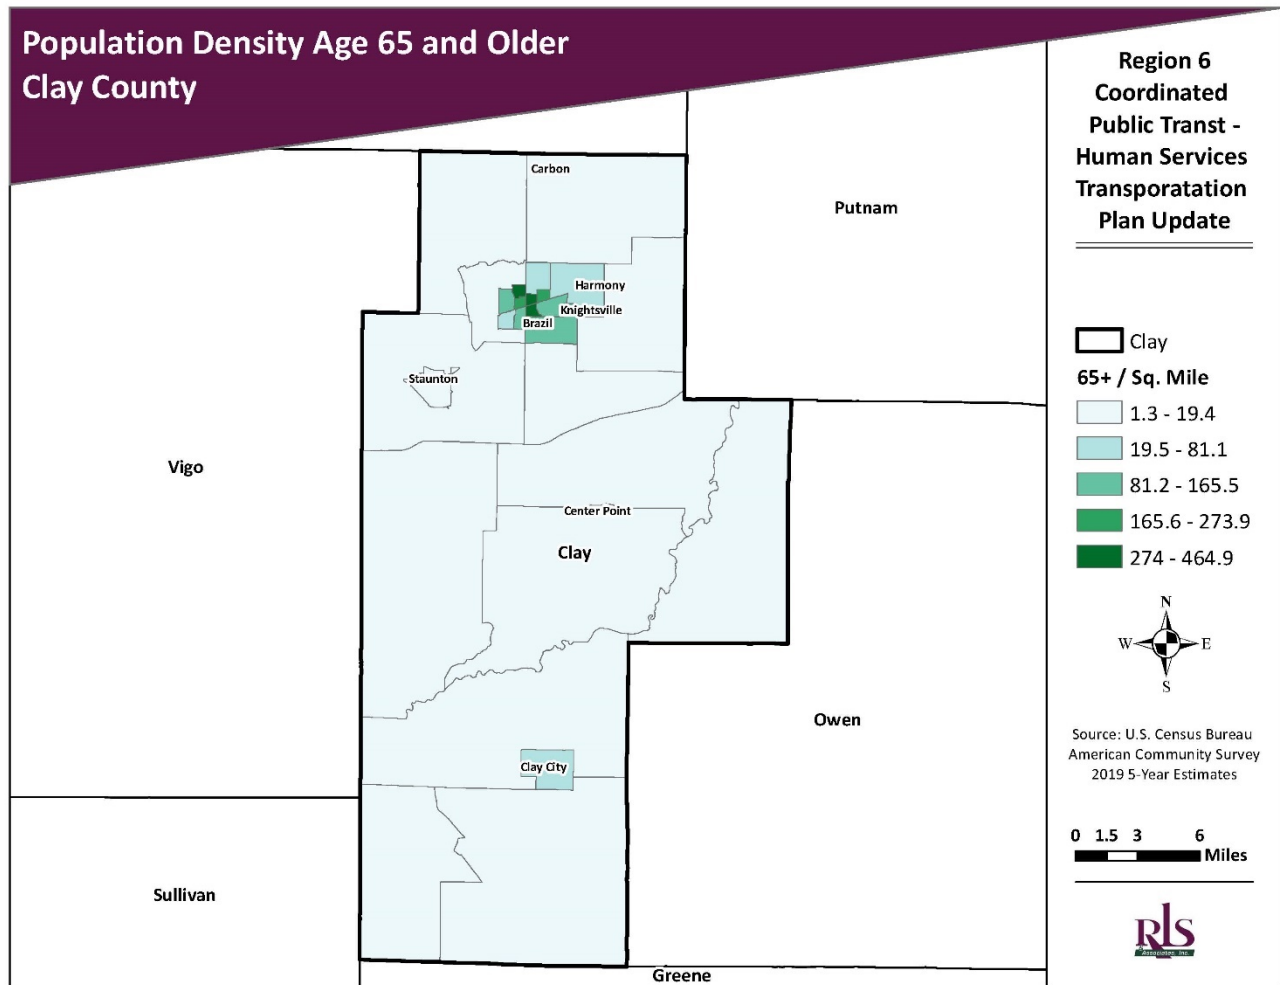 Population Density Age 65 and Older
Clay County
Region 6
Coordinated
Public Transt -
Human Services
Transporatation
Plan Update
Carbon
Putnam
Harmony
Knightsville
Brazil
Staunton
Vigo
Center Point
Clay
Owen
Clay City
Sullivan
Greene
Clay
65+ / Sq. Mile
1.3 - 19.4
19.5 - 81.1
81.2 - 165.5
165.6 - 273.9
274 - 464.9
N
W
E
S
Source: U.S. Census Bureau
American Community Survey
2019 5-Year Estimates
0 1.5 3 6
Miles
RLS
& Associates, Inc.